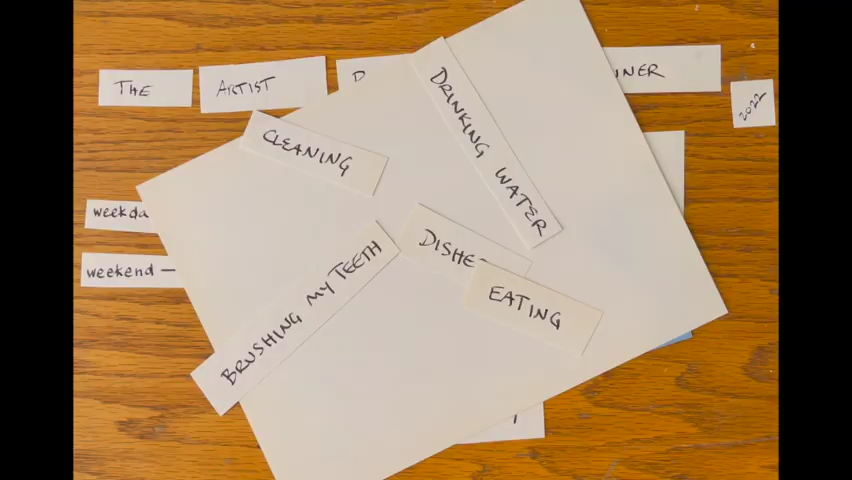 THE ARTIST D
NER
2022
CLEANING
DRINKING WATER
weekda
weekend —
DISHE
BRUSHING MY TEETH
EATING